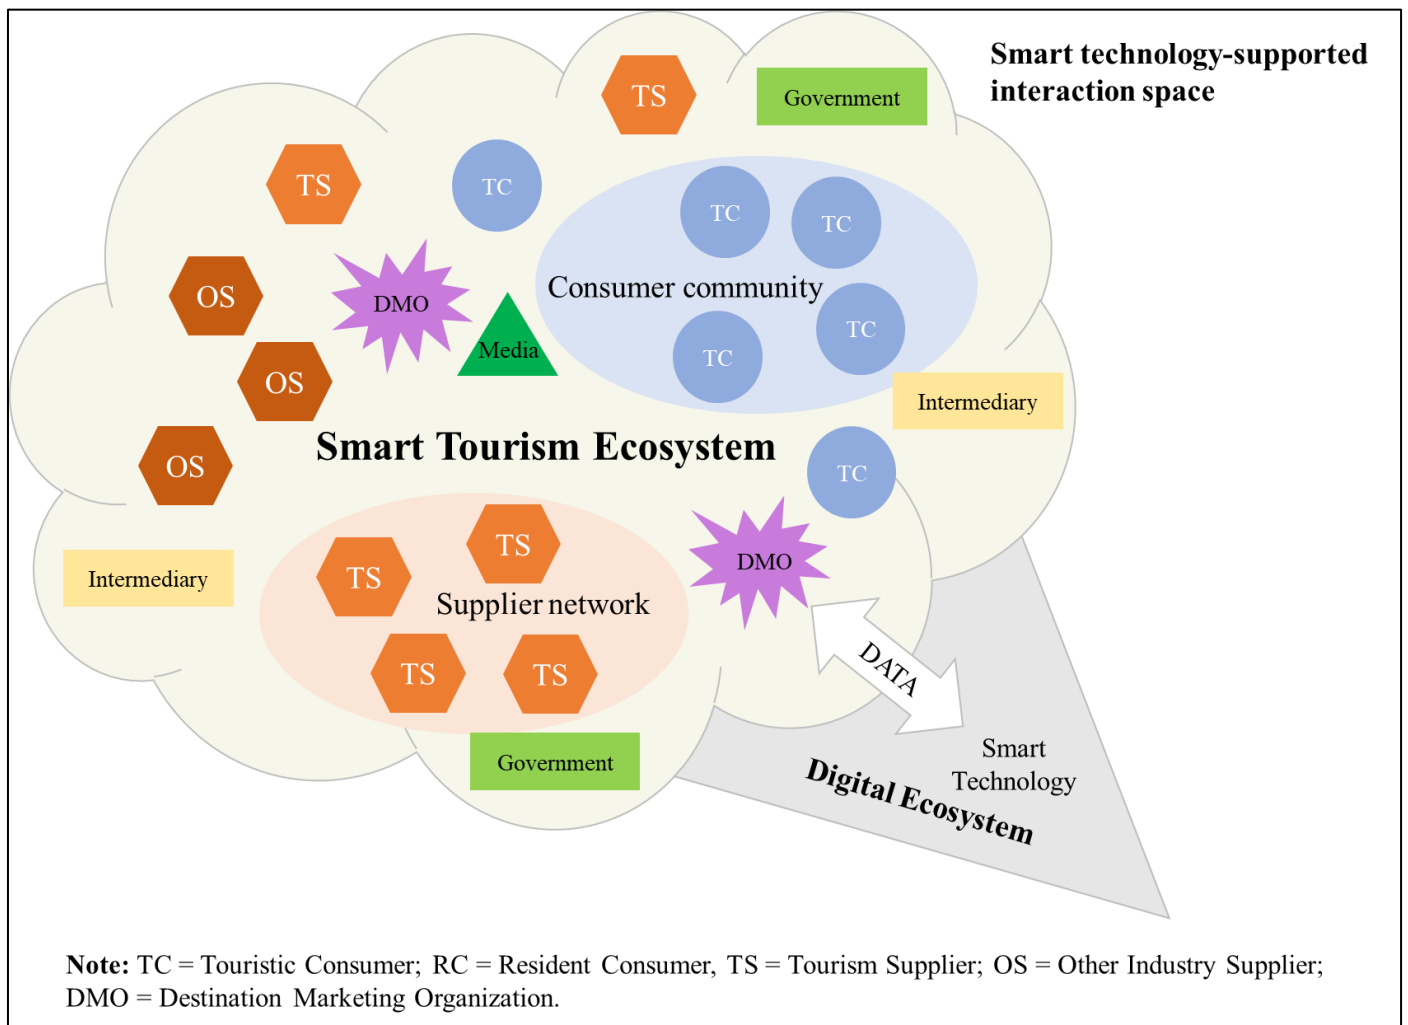 Smart technology-supported
interaction space
TS
Government
TS
TC
TC
TC
OS
DMO
Consumer community
Media
TC
TC
OS
Intermediary
Smart Tourism Ecosystem
OS
TC
TS
TS
DMO
Intermediary
Supplier network
TS
TS
DATA
Government
Smart
Technology
Digital Ecosystem
Note: TC = Touristic Consumer; RC = Resident Consumer, TS = Tourism Supplier; OS = Other Industry Supplier;
DMO = Destination Marketing Organization.